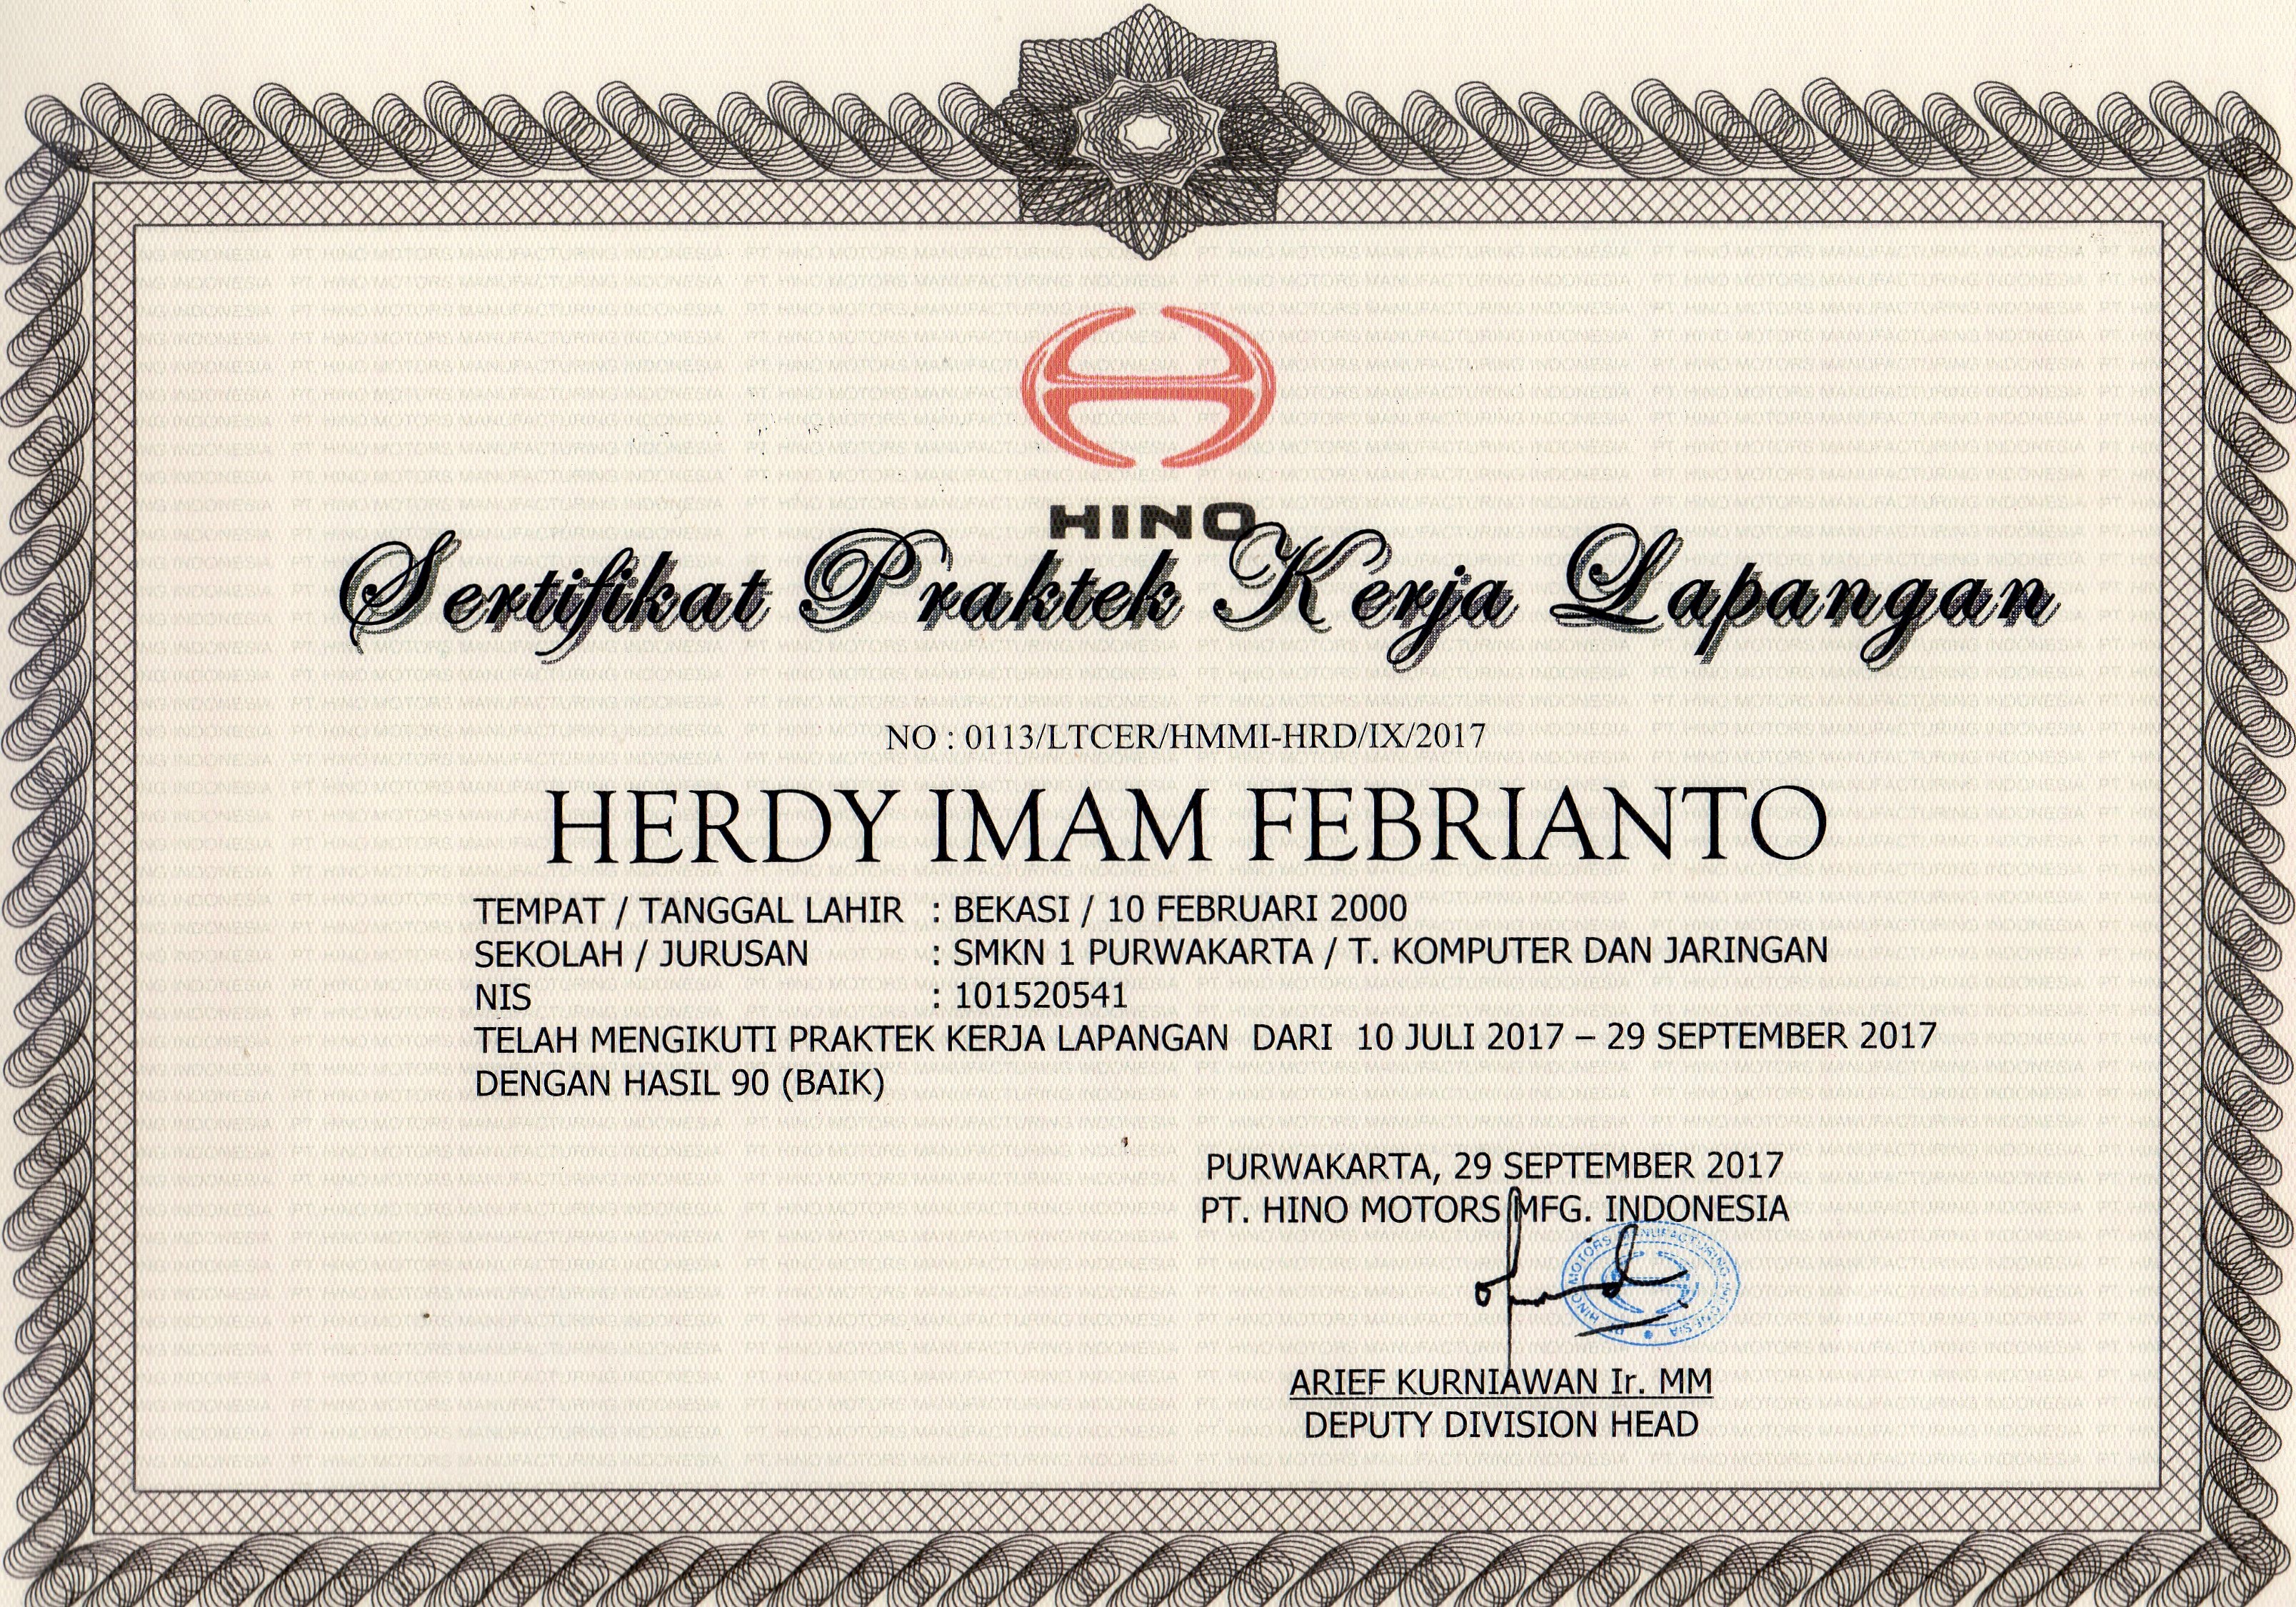 HINO
Sertifikat Praktek Kerja Lapangan
NO : 0113/LTCER/HMMI-HRD/IX/2017
HERDY IMAM FEBRIANTO
TEMPAT / TANGGAL LAHIR : BEKASI / 10 FEBRUARI 2000
SEKOLAH / JURUSAN : SMKN 1 PURWAKARTA / T. KOMPUTER DAN JARINGAN
NIS : 101520541
TELAH MENGIKUTI PRAKTEK KERJA LAPANGAN DARI 10 JULI 2017 – 29 SEPTEMBER 2017
DENGAN HASIL 90 (BAIK)
PURWAKARTA, 29 SEPTEMBER 2017
PT. HINO MOTORS MFG. INDONESIA
PT. HINO MOTORS MANUFACTURING INDONESIA
ARIEF KURNIAWAN Ir. MM
DEPUTY DIVISION HEAD